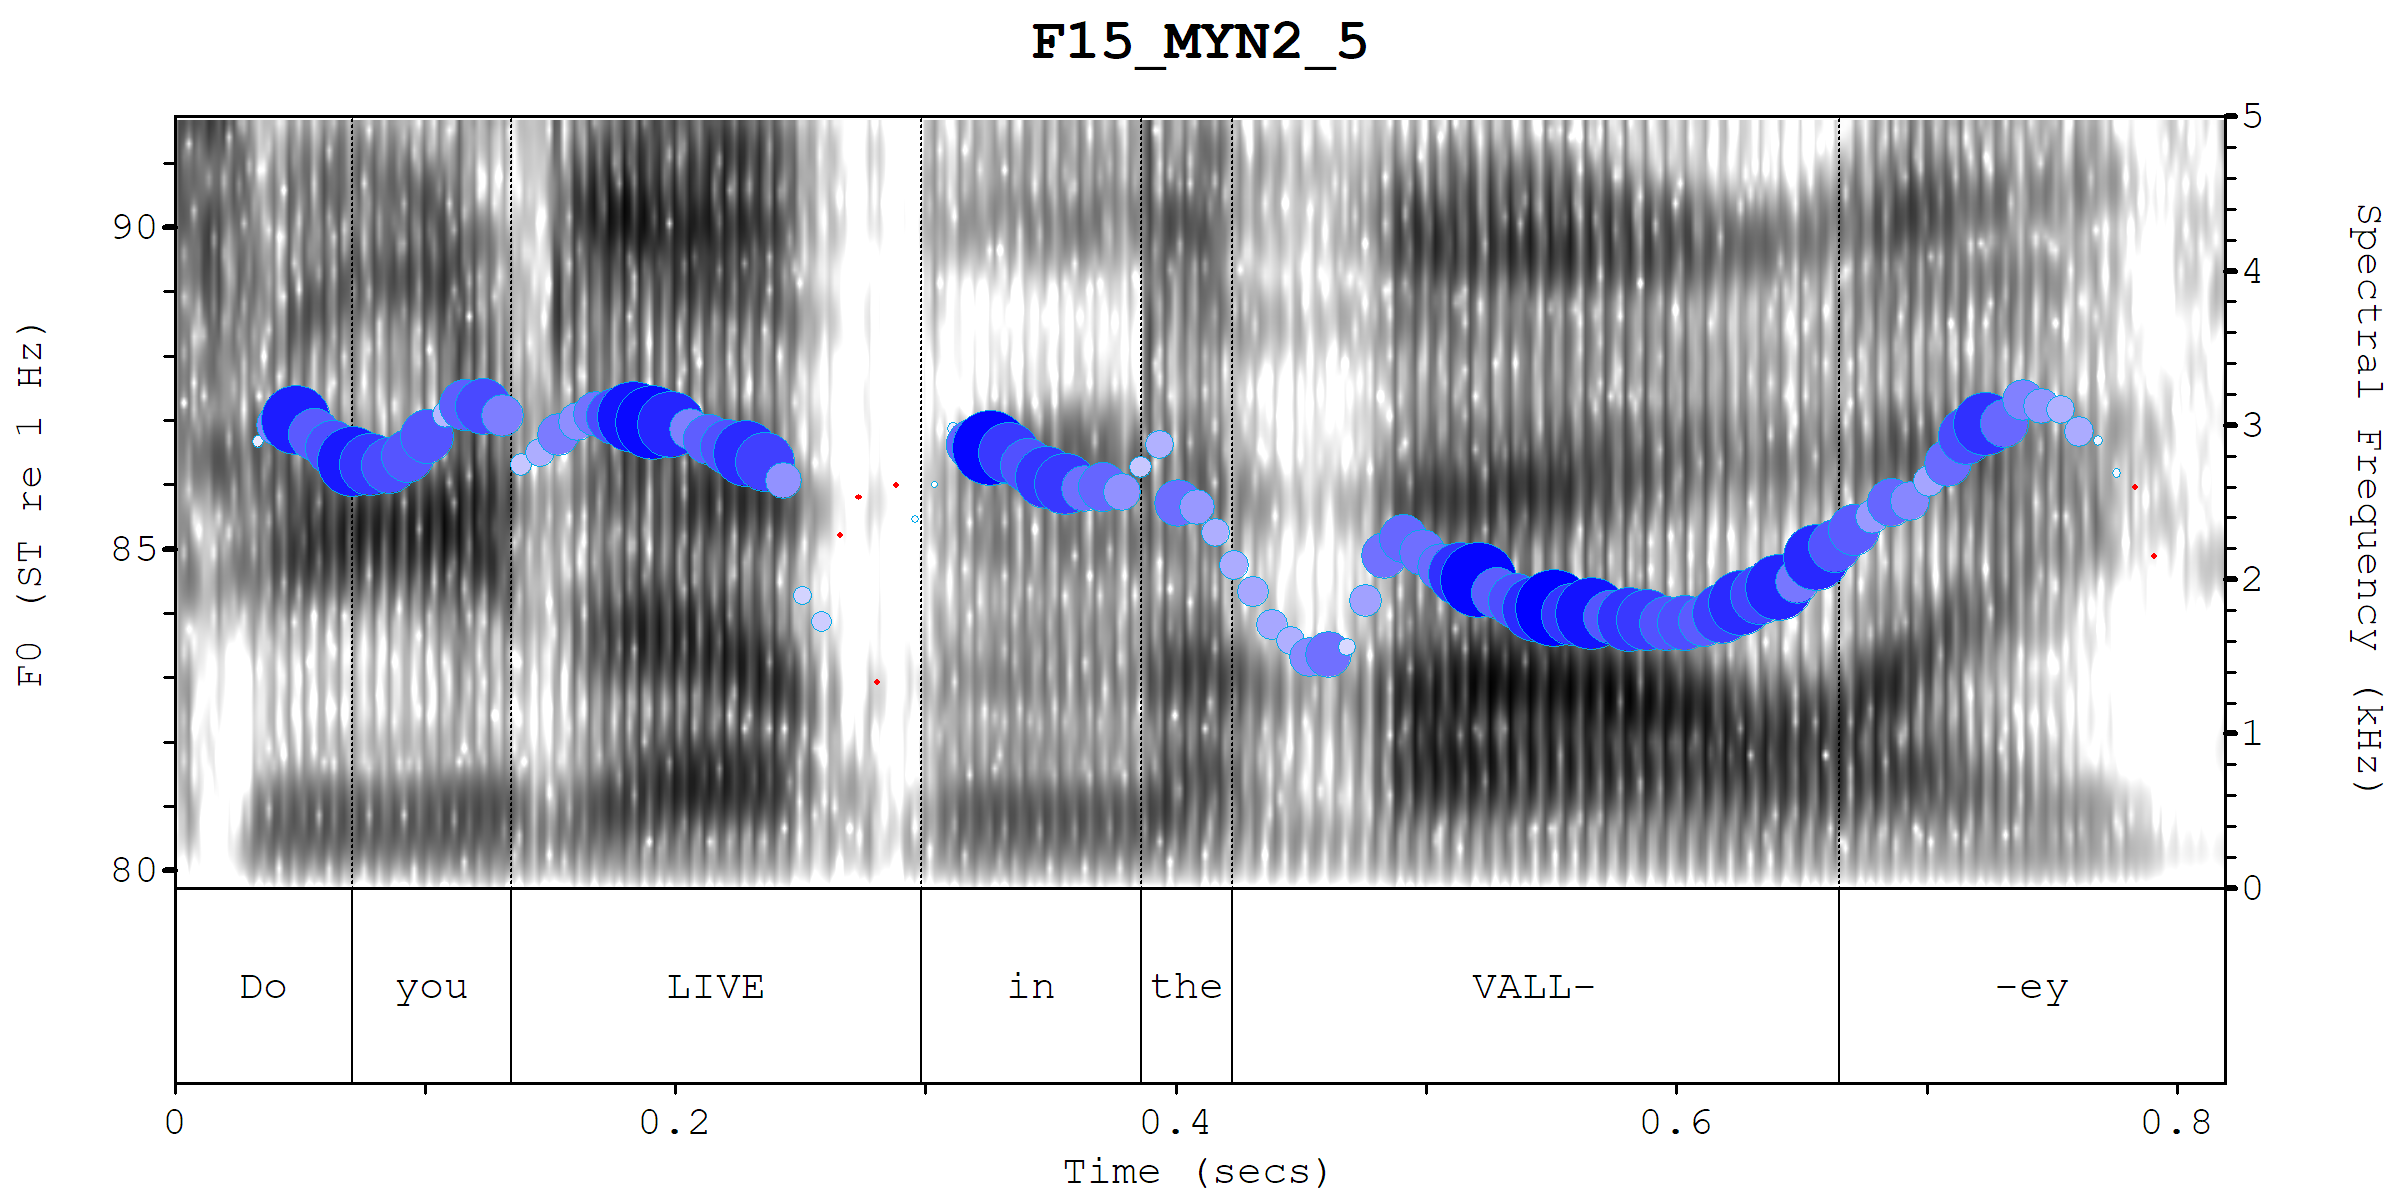 F15_MYN2_5
90
85
80
F0 (ST re 1 Hz)
5
4
3
2
1
0
Spectral Frequency (kHz)
Do you LIVE in the VALL- -ey
0 0.2 0.4 0.6 0.8
Time (secs)